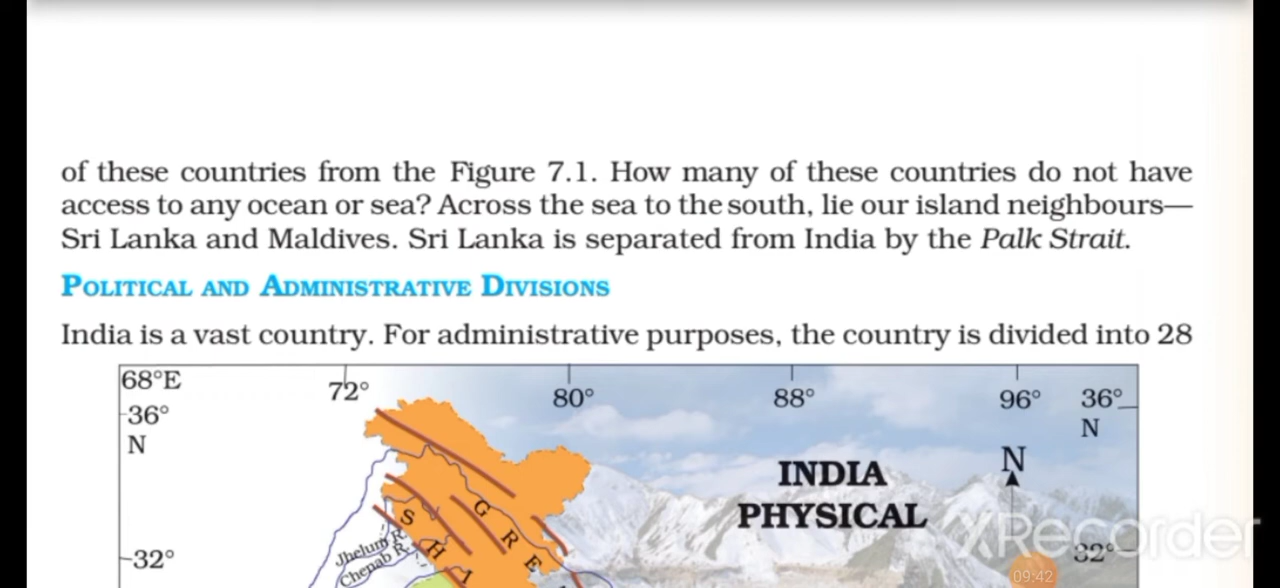 of these countries from the Figure 7.1. How many of these countries do not have
access to any ocean or sea? Across the sea to the south, lie our island neighbours—
Sri Lanka and Maldives. Sri Lanka is separated from India by the Palk Strait.
POLITICAL AND ADMINISTRATIVE DIVISIONS
India is a vast country. For administrative purposes, the country is divided into 28
68°E 72° 80° 88° 96° 36°
36° N
N
N
INDIA
PHYSICAL
S H I
G R E
Jhelum R.
Chenab R.
32° 32°
XRecorder
09:42